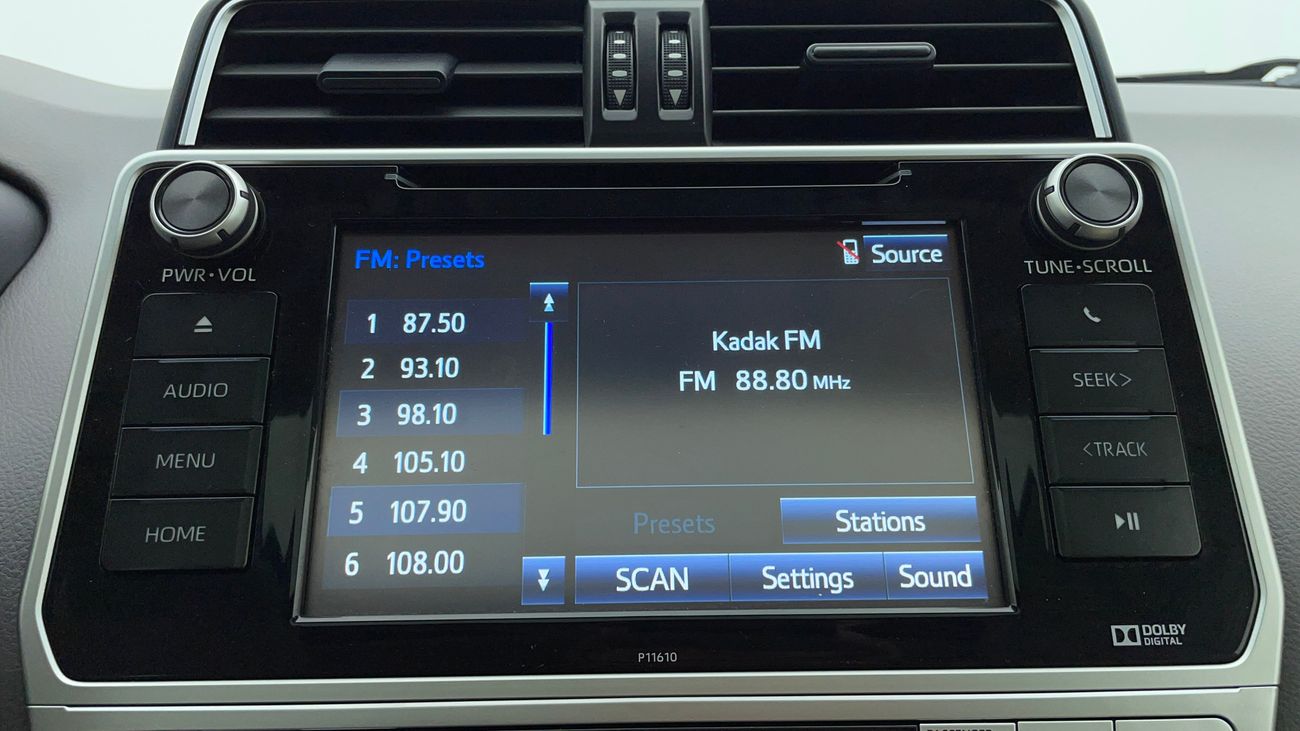 PWR•VOL
AUDIO
MENU
HOME
FM: Presets
Source
1 87.50
2 93.10
3 98.10
4 105.10
5 107.90
6 108.00
Kadak FM
FM 88.80 MHz
Presets
Stations
SCAN
Settings
Sound
TUNE•SCROLL
SEEK>
<TRACK
DOLBY
DIGITAL
P11610